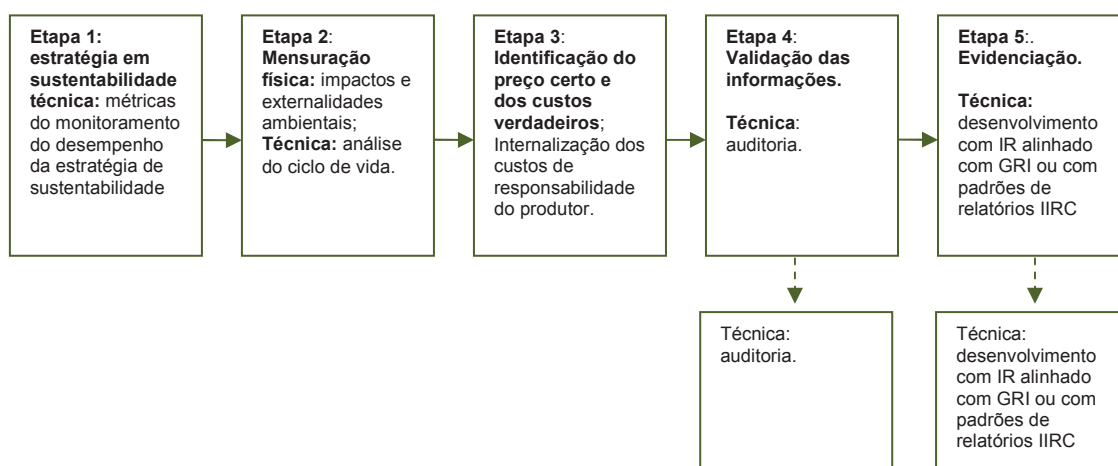 Etapa 1:
estratégia em
sustentabilidade
técnica: métricas
do monitoramento
do desempenho
da estratégia de
sustentabilidade
Etapa 2:
Mensuração
física: impactos e
externalidades
ambientais;
Técnica: análise
do ciclo de vida.
Etapa 3:
Identificação do
preço certo e
dos custos
verdadeiros;
Internalização dos
custos de
responsabilidade
do produtor.
Etapa 4:
Validação das
informações.
Técnica:
auditoria.
Etapa 5:.
Evidenciação.
Técnica:
desenvolvimento
com IR alinhado
com GRI ou com
padrões de
relatórios IIRC
Técnica:
auditoria.
Técnica:
desenvolvimento
com IR alinhado
com GRI ou com
padrões de
relatórios IIRC